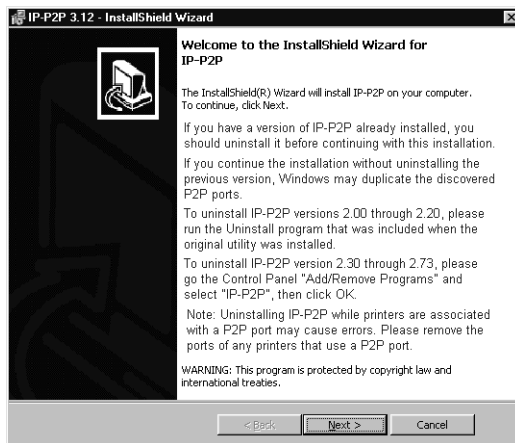 IP-P2P 3.12 - InstallShield Wizard
Welcome to the InstallShield Wizard for
IP-P2P
The InstallShield(R) Wizard will install IP-P2P on your computer.
To continue, click Next.
If you have a version of IP-P2P already installed, you
should uninstall it before continuing with this installation.
If you continue the installation without uninstalling the
previous version, Windows may duplicate the discovered
P2P ports.
To uninstall IP-P2P versions 2.00 through 2.20, please
run the Uninstall program that was included when the
original utility was installed.
To uninstall IP-P2P version 2.30 through 2.73, please
go the Control Panel "Add/Remove Programs" and
select "IP-P2P", then click OK.
Note: Uninstalling IP-P2P while printers are associated
with a P2P port may cause errors. Please remove the
ports of any printers that use a P2P port.
WARNING: This program is protected by copyright law and
international treaties.
< Back Next > Cancel